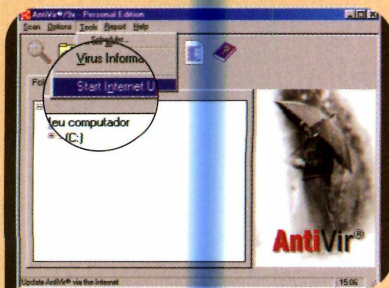 AntiVir®/9x - Personal Edition
Scan Options Tools Report Help
Scheduler
Virus Informa
Start Internet U
Fo
eu computador
(C:)
AntiVir®
Update AntiVir® via the Internet
15:06